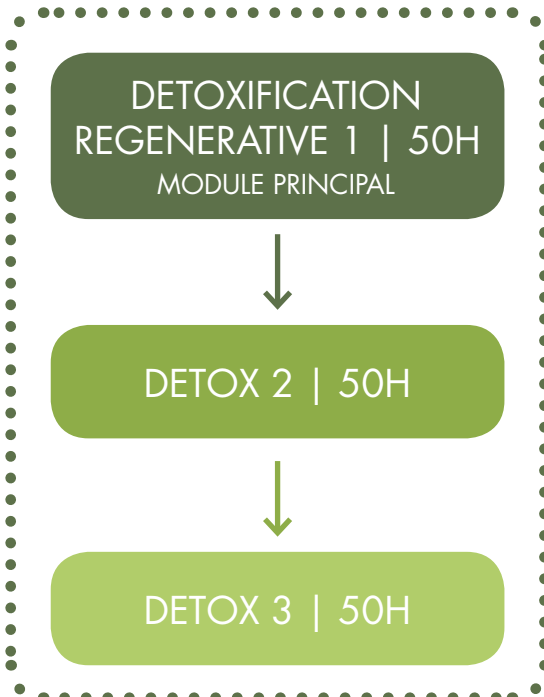 DETOXIFICATION
REGENERATIVE 1 | 50H
MODULE PRINCIPAL
DETOX 2 | 50H
DETOX 3 | 50H